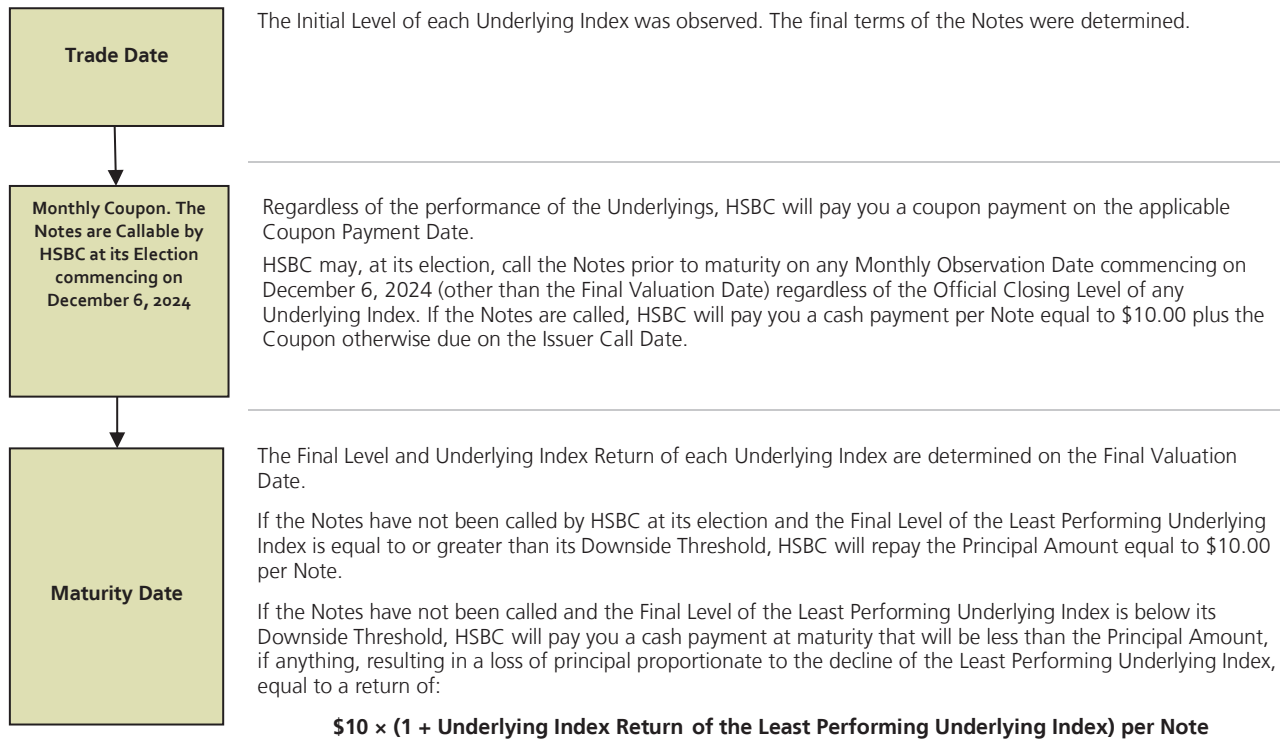 Trade Date
The Initial Level of each Underlying Index was observed. The final terms of the Notes were determined.
Monthly Coupon. The
Notes are Callable by
HSBC at its Election
commencing on
December 6, 2024
Regardless of the performance of the Underlyings, HSBC will pay you a coupon payment on the applicable
Coupon Payment Date.
HSBC may, at its election, call the Notes prior to maturity on any Monthly Observation Date commencing on
December 6, 2024 (other than the Final Valuation Date) regardless of the Official Closing Level of any
Underlying Index. If the Notes are called, HSBC will pay you a cash payment per Note equal to $10.00 plus the
Coupon otherwise due on the Issuer Call Date.
Maturity Date
The Final Level and Underlying Index Return of each Underlying Index are determined on the Final Valuation
Date.
If the Notes have not been called by HSBC at its election and the Final Level of the Least Performing Underlying
Index is equal to or greater than its Downside Threshold, HSBC will repay the Principal Amount equal to $10.00
per Note.
If the Notes have not been called and the Final Level of the Least Performing Underlying Index is below its
Downside Threshold, HSBC will pay you a cash payment at maturity that will be less than the Principal Amount,
if anything, resulting in a loss of principal proportionate to the decline of the Least Performing Underlying Index,
equal to a return of:
$10 × (1 + Underlying Index Return of the Least Performing Underlying Index) per Note